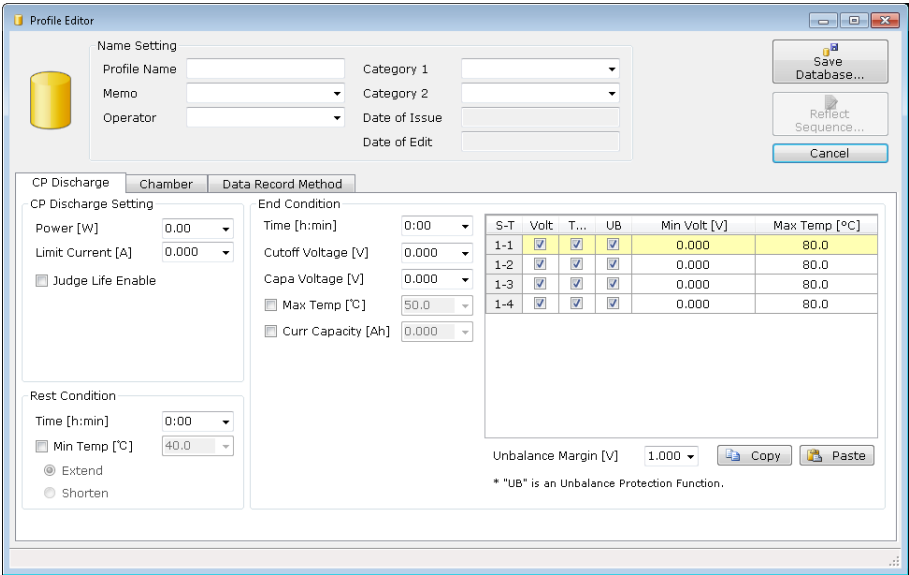 Profile Editor
Name Setting
Profile Name
Memo
Operator
Category 1
Category 2
Date of Issue
Date of Edit
Save Database...
Reflect Sequence...
Cancel
CP Discharge Chamber Data Record Method
CP Discharge Setting
Power [W] 0.00
Limit Current [A] 0.000
Judge Life Enable
Rest Condition
Time [h:min] 0:00
Min Temp [℃] 40.0
Extend
Shorten
End Condition
Time [h:min] 0:00
Cutoff Voltage [V] 0.000
Capa Voltage [V] 0.000
Max Temp [℃] 50.0
Curr Capacity [Ah] 0.000
S-T Volt T... UB Min Volt [V] Max Temp [ºC]
1-1 0.000 80.0
1-2 0.000 80.0
1-3 0.000 80.0
1-4 0.000 80.0
Unbalance Margin [V] 1.000 Copy Paste
* "UB" is an Unbalance Protection Function.